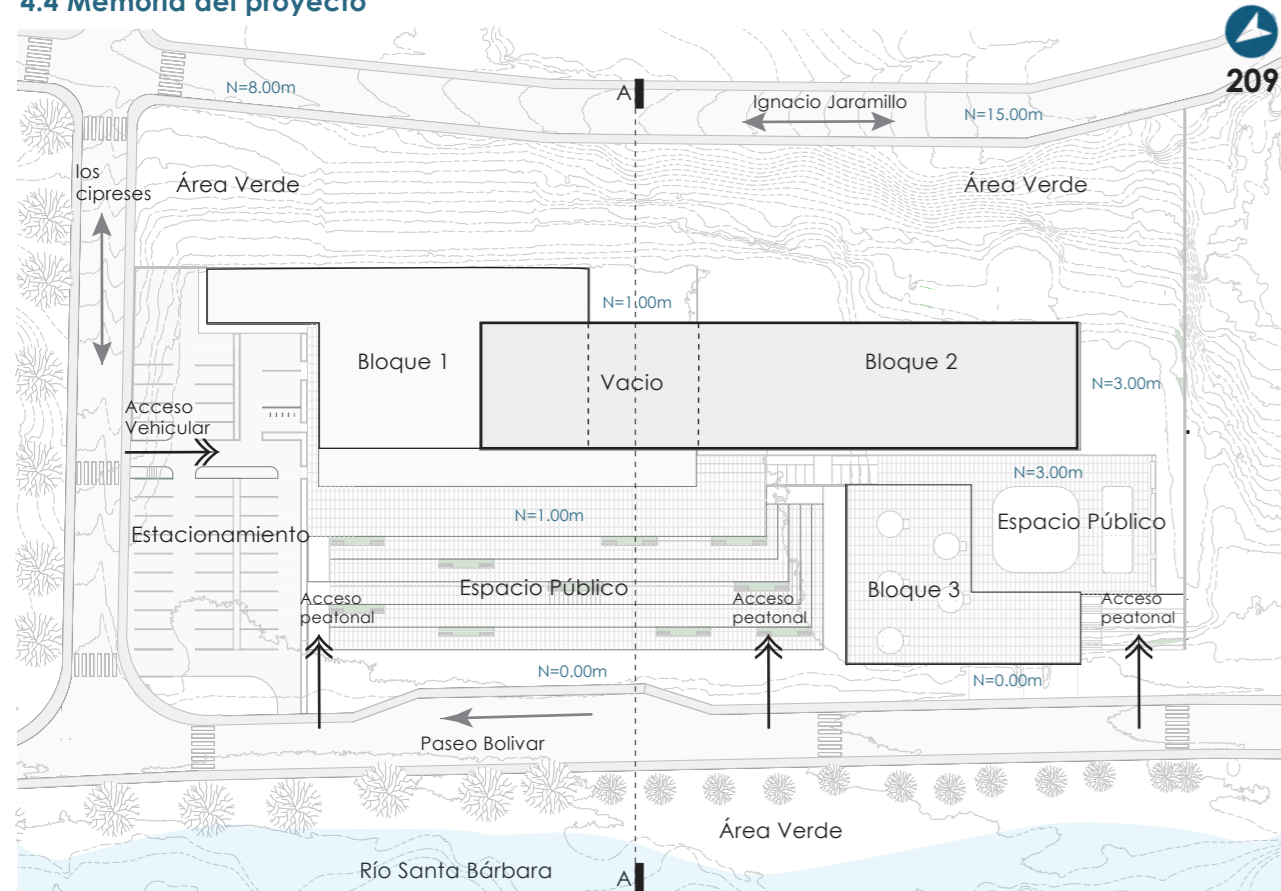 4.4 Memoria del proyecto
209
N=8.00m
A
Ignacio Jaramillo
N=15.00m
los
cipreses
Área Verde
Área Verde
N=1.00m
Bloque 1
Vacio
Bloque 2
N=3.00m
Acceso
Vehicular
N=3.00m
N=1.00m
Espacio Público
Estacionamiento
Espacio Público
Bloque 3
Acceso
peatonal
Acceso
peatonal
Acceso
peatonal
N=0.00m
N=0.00m
Paseo Bolivar
Área Verde
Río Santa Bárbara
A